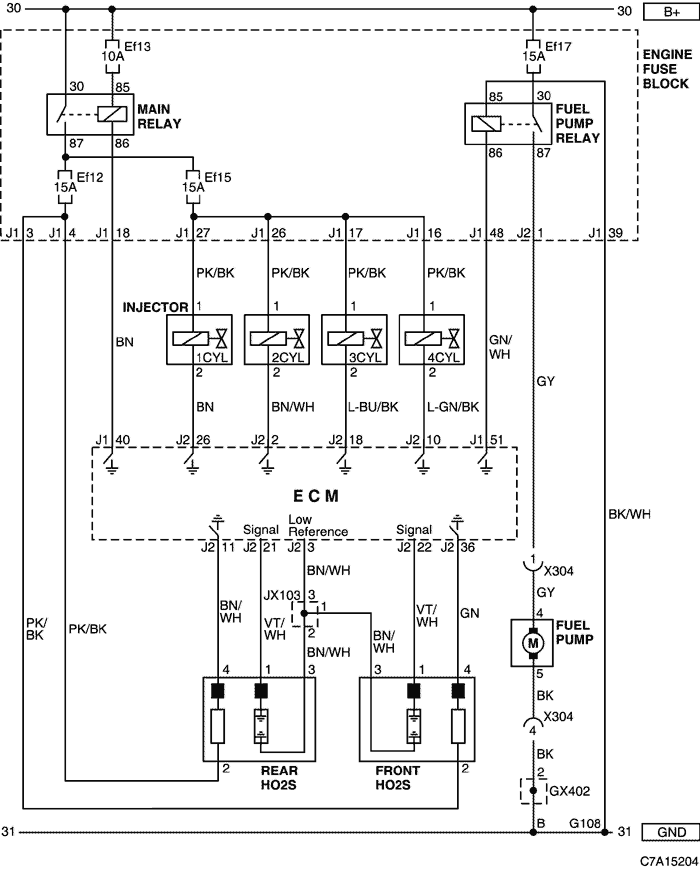 30 30 B+
Ef13
10A
Ef17
15A
ENGINE
FUSE
BLOCK
30 85
MAIN
RELAY
87 86
85 30
FUEL
PUMP
RELAY
86 87
Ef12
15A
Ef15
15A
J1 3 J1 4 J1 18 J1 27 J1 26 J1 17 J1 16 J1 48 J2 1 J1 39
PK/BK PK/BK PK/BK PK/BK
INJECTOR 1 1 1 1
BN
GN/
WH
1CYL 2CYL 3CYL 4CYL
2 2 2 2
GY
BN BN/WH L-BU/BK L-GN/BK
J1 40 J2 26 J2 2 J2 18 J2 10 J1 51
ECM
Signal
Low
Reference
Signal
BK/WH
J2 11 J2 21 J2 3 J2 22 J2 36
BN/WH
1
X304
JX103 3
1
2
GY
BN/
WH
VT/
WH
BN/WH
BN/
WH
VT/
WH
GN
PK/
BK
PK/BK
4
FUEL
PUMP
M
5
4 1 3 3 1 4
BK
X304
4
BK
2 2
REAR
HO2S
FRONT
HO2S
2
GX402
B G108
31 31 GND
C7A15204